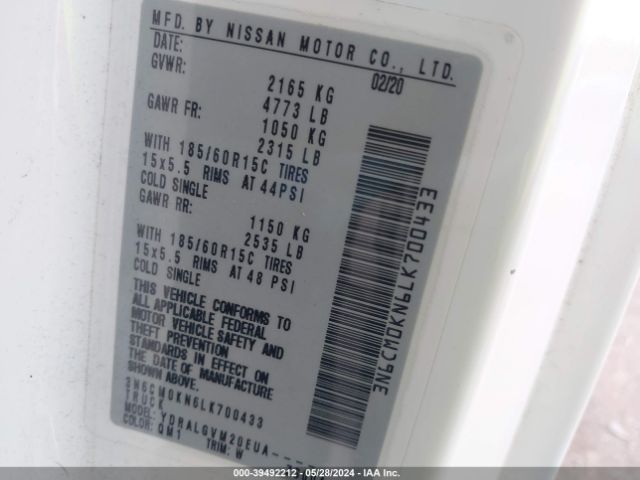 MFD. BY NISSAN MOTOR CO., LTD.
DATE: 02/20
GVWR: 2165 KG
4773 LB
GAWR FR: 1050 KG
2315 LB
WITH 185/60R15C TIRES
15x5.5 RIMS AT 44PSI
COLD SINGLE
GAWR RR: 1150 KG
2535 LB
WITH 185/60R15C TIRES
15x5.5 RIMS AT 48 PSI
COLD SINGLE
THIS VEHICLE CONFORMS TO
ALL APPLICABLE FEDERAL
MOTOR VEHICLE SAFETY AND
THEFT PREVENTION
STANDARDS IN EFFECT ON
THE DATE OF MANUFACTURE
SHOWN ABOVE.
3N6CM0KN6LK700433
TRUCK
MODEL: YDRALGVM20EUA----
COLOR: QM1 TRIM: W
3N6CM0KN6LK700433
COPART: 39492212 - 05/28/2024 - IAA Inc.